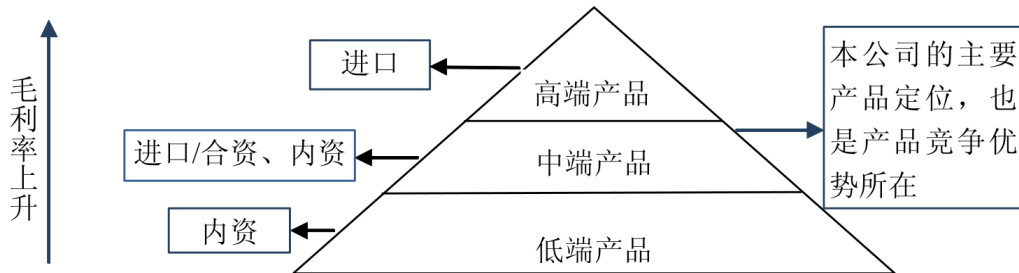 毛利率上升
进口
高端产品
本公司的主要
产品定位，也
是产品竞争优
势所在
进口/合资、内资
中端产品
内资
低端产品